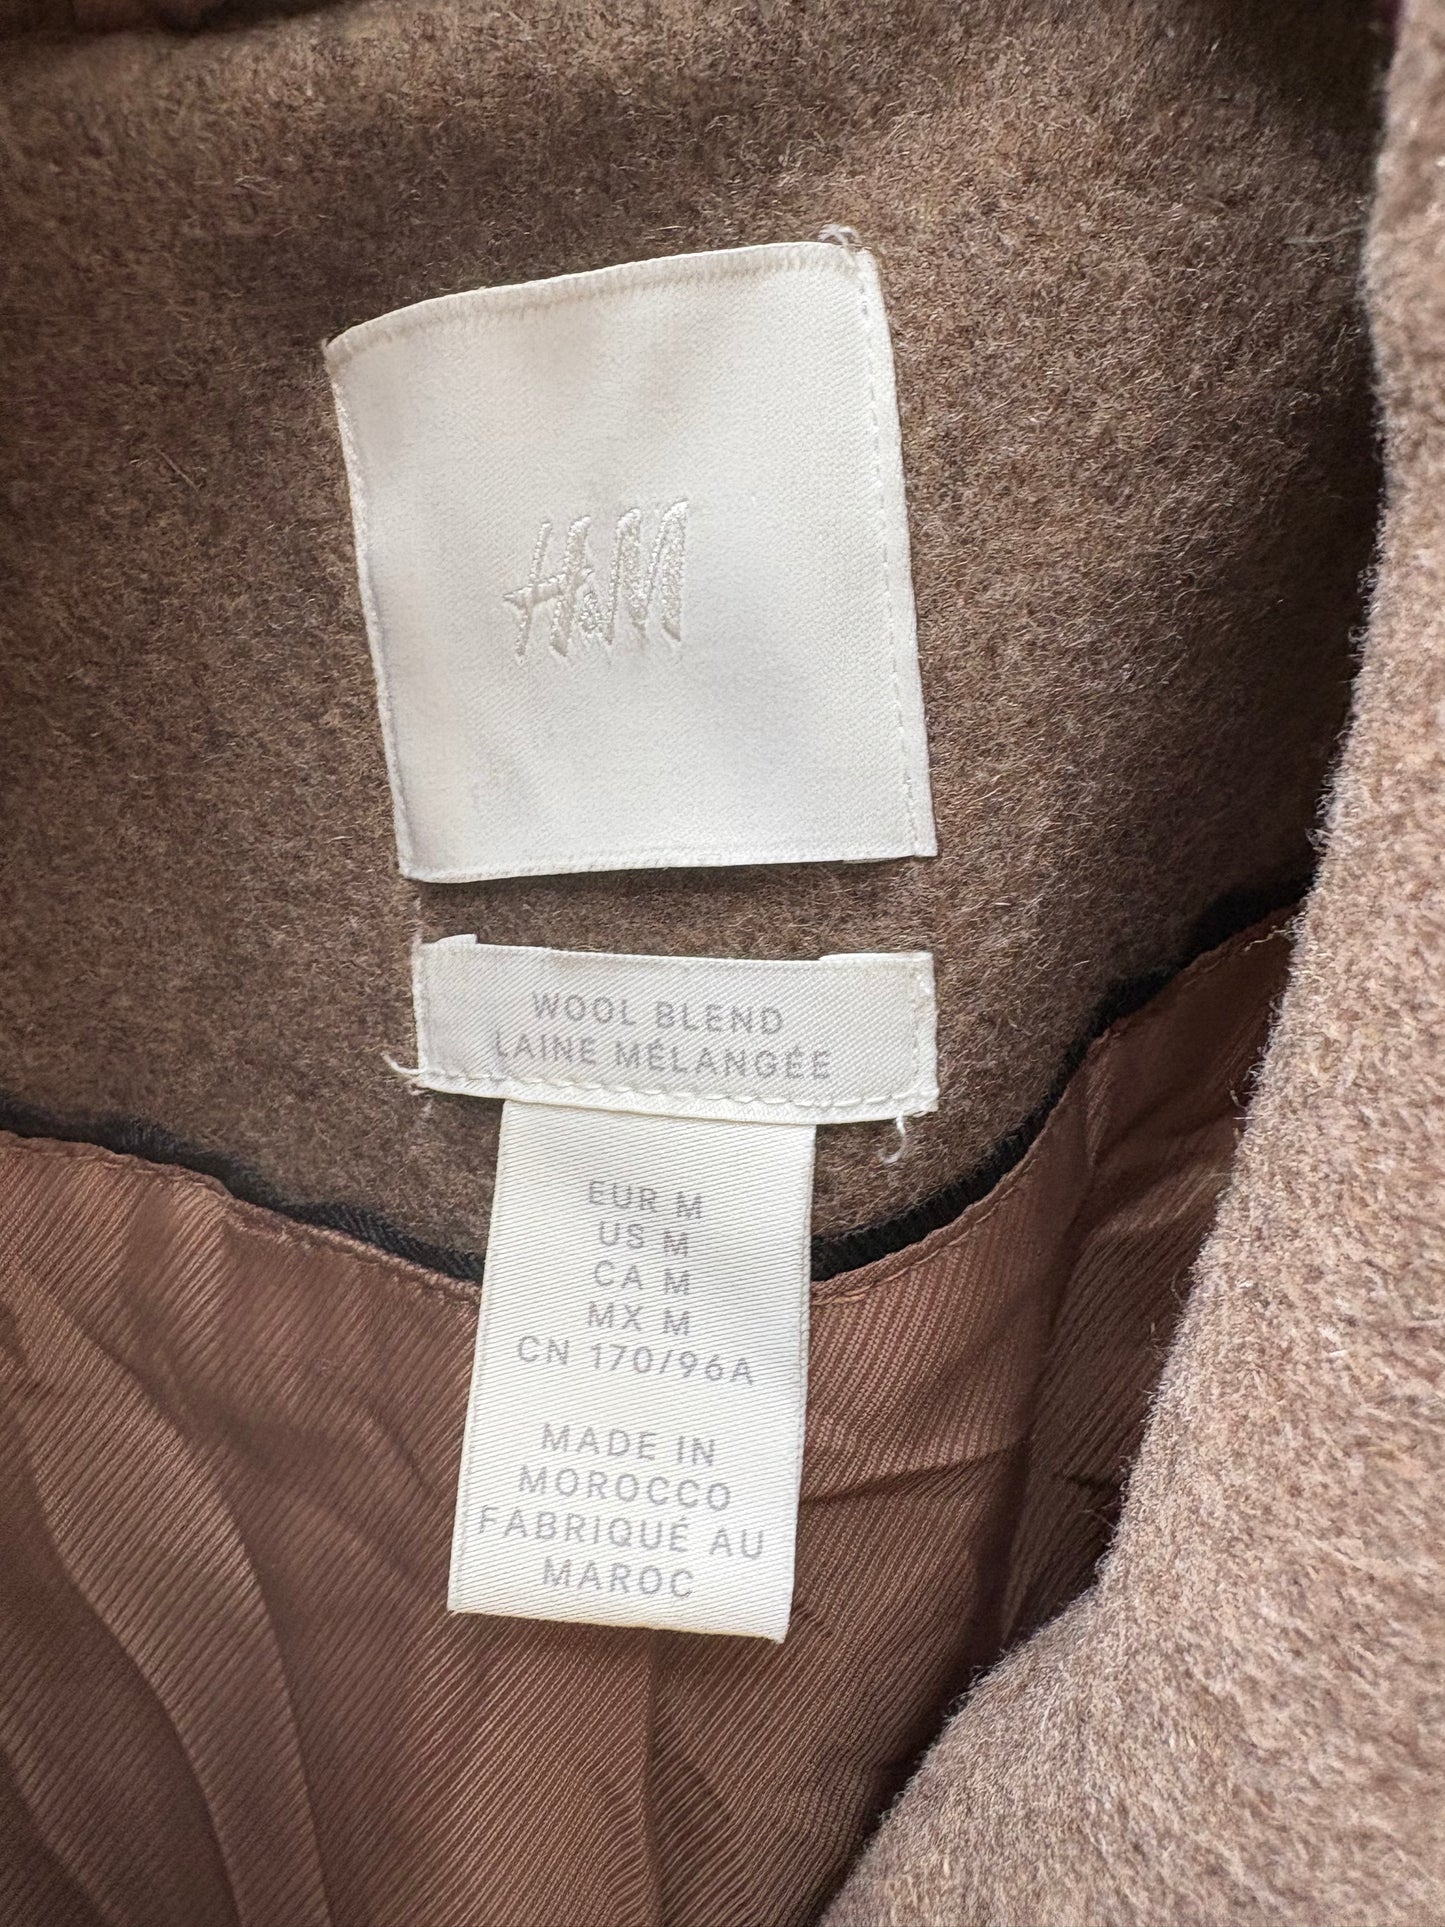 H&M
WOOL BLEND
LAINE MÉLANGÉE
EUR M
US M
CA M
MX M
CN 170/96A
MADE IN
MOROCCO
FABRIQUÉ AU
MAROC